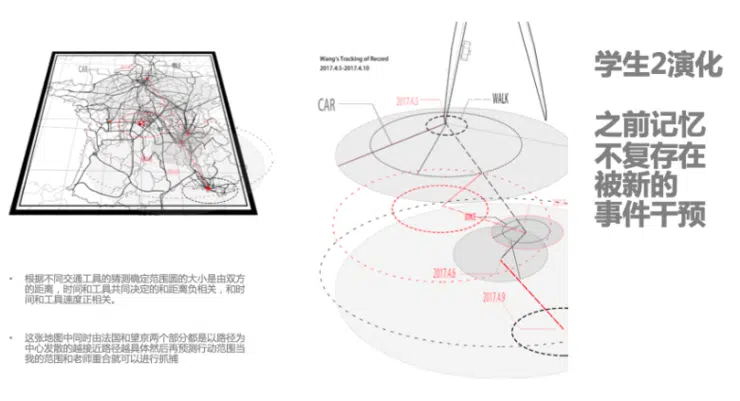 CAR
WALK
Wang's Tracking of Record
2017.4.5-2017.4.10
CAR
2017.4.5
WALK
BIKE
2017.4.6
2017.4.9
学生2演化
之前记忆
不复存在
被新的
事件干预
• 根据不同交通工具的猜测确定范围圆的大小是由双方
的距离，时间和工具共同决定的和距离负相关，和时
间和工具速度正相关。
• 这张地图中同时由法国和望京两个部分都是以路径为
中心发散的越接近路径越具体然后再预测行动范围当
我的范围和老师重合就可以进行抓捕